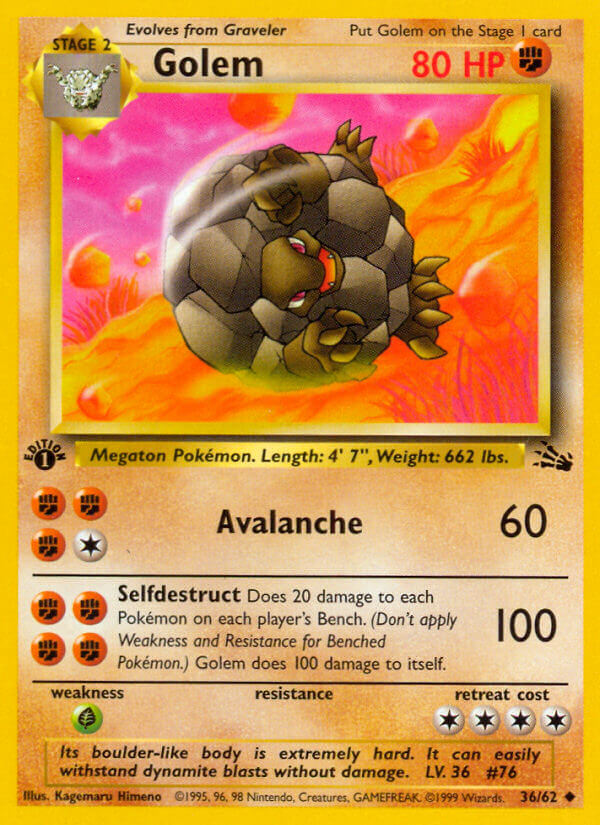 Evolves from Graveler
Put Golem on the Stage 1 card
STAGE 2
Golem
80 HP
EDITION
1
Megaton Pokémon. Length: 4' 7", Weight: 662 lbs.
Avalanche
60
Selfdestruct Does 20 damage to each
Pokémon on each player's Bench. (Don't apply
Weakness and Resistance for Benched
Pokémon.) Golem does 100 damage to itself.
100
weakness
resistance
retreat cost
Its boulder-like body is extremely hard. It can easily
withstand dynamite blasts without damage. LV. 36 #76
Illus. Kagemaru Himeno ©1995, 96, 98 Nintendo, Creatures, GAMEFREAK. ©1999 Wizards. 36/62